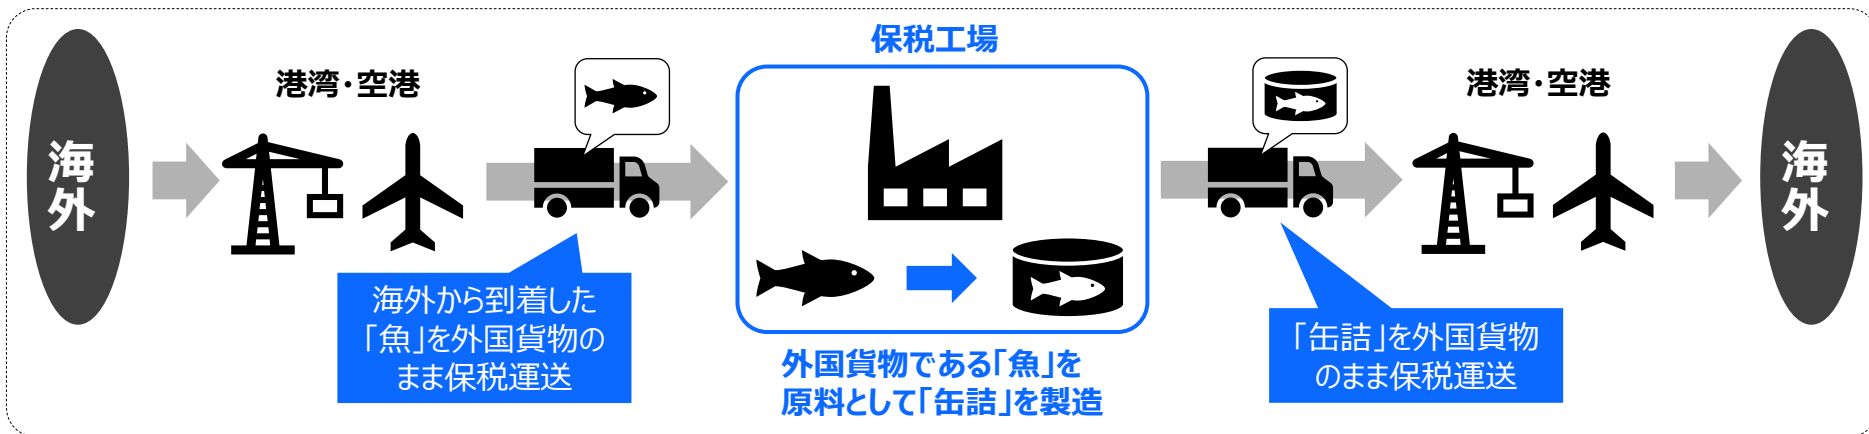 海外
港湾・空港
海外から到着した
「魚」を外国貨物の
まま保税運送
保税工場
外国貨物である「魚」を
原料として「缶詰」を製造
「缶詰」を外国貨物
のまま保税運送
港湾・空港
海外